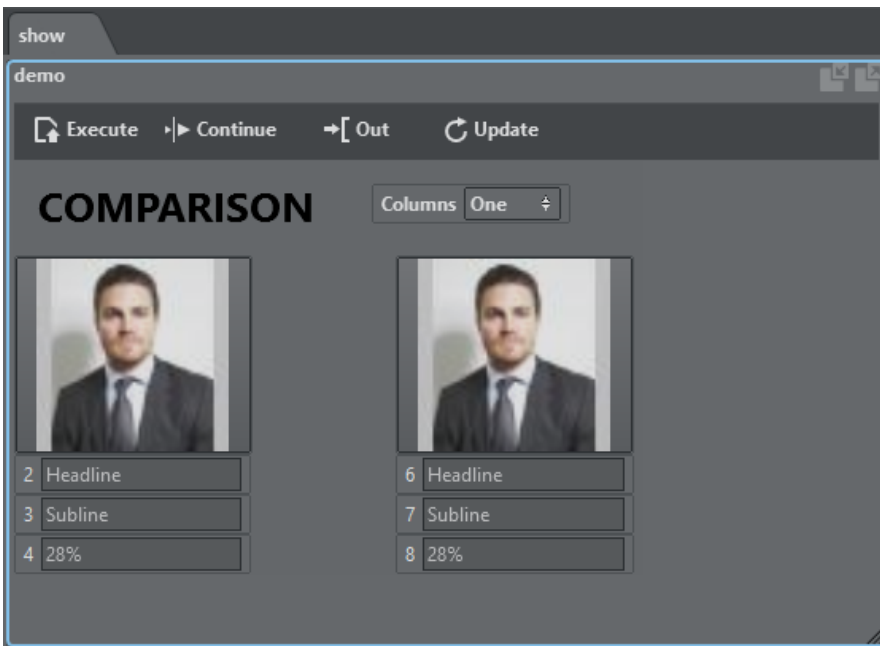 show
demo
Execute Continue Out Update
COMPARISON Columns One
2 Headline 6 Headline
3 Subline 7 Subline
4 28% 8 28%